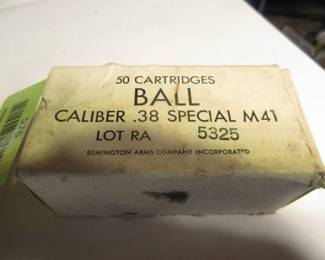 50 CARTRIDGES
BALL
CALIBER .38 SPECIAL M41
LOT RA 5325
REMINGTON ARMS COMPANY INCORPORATED